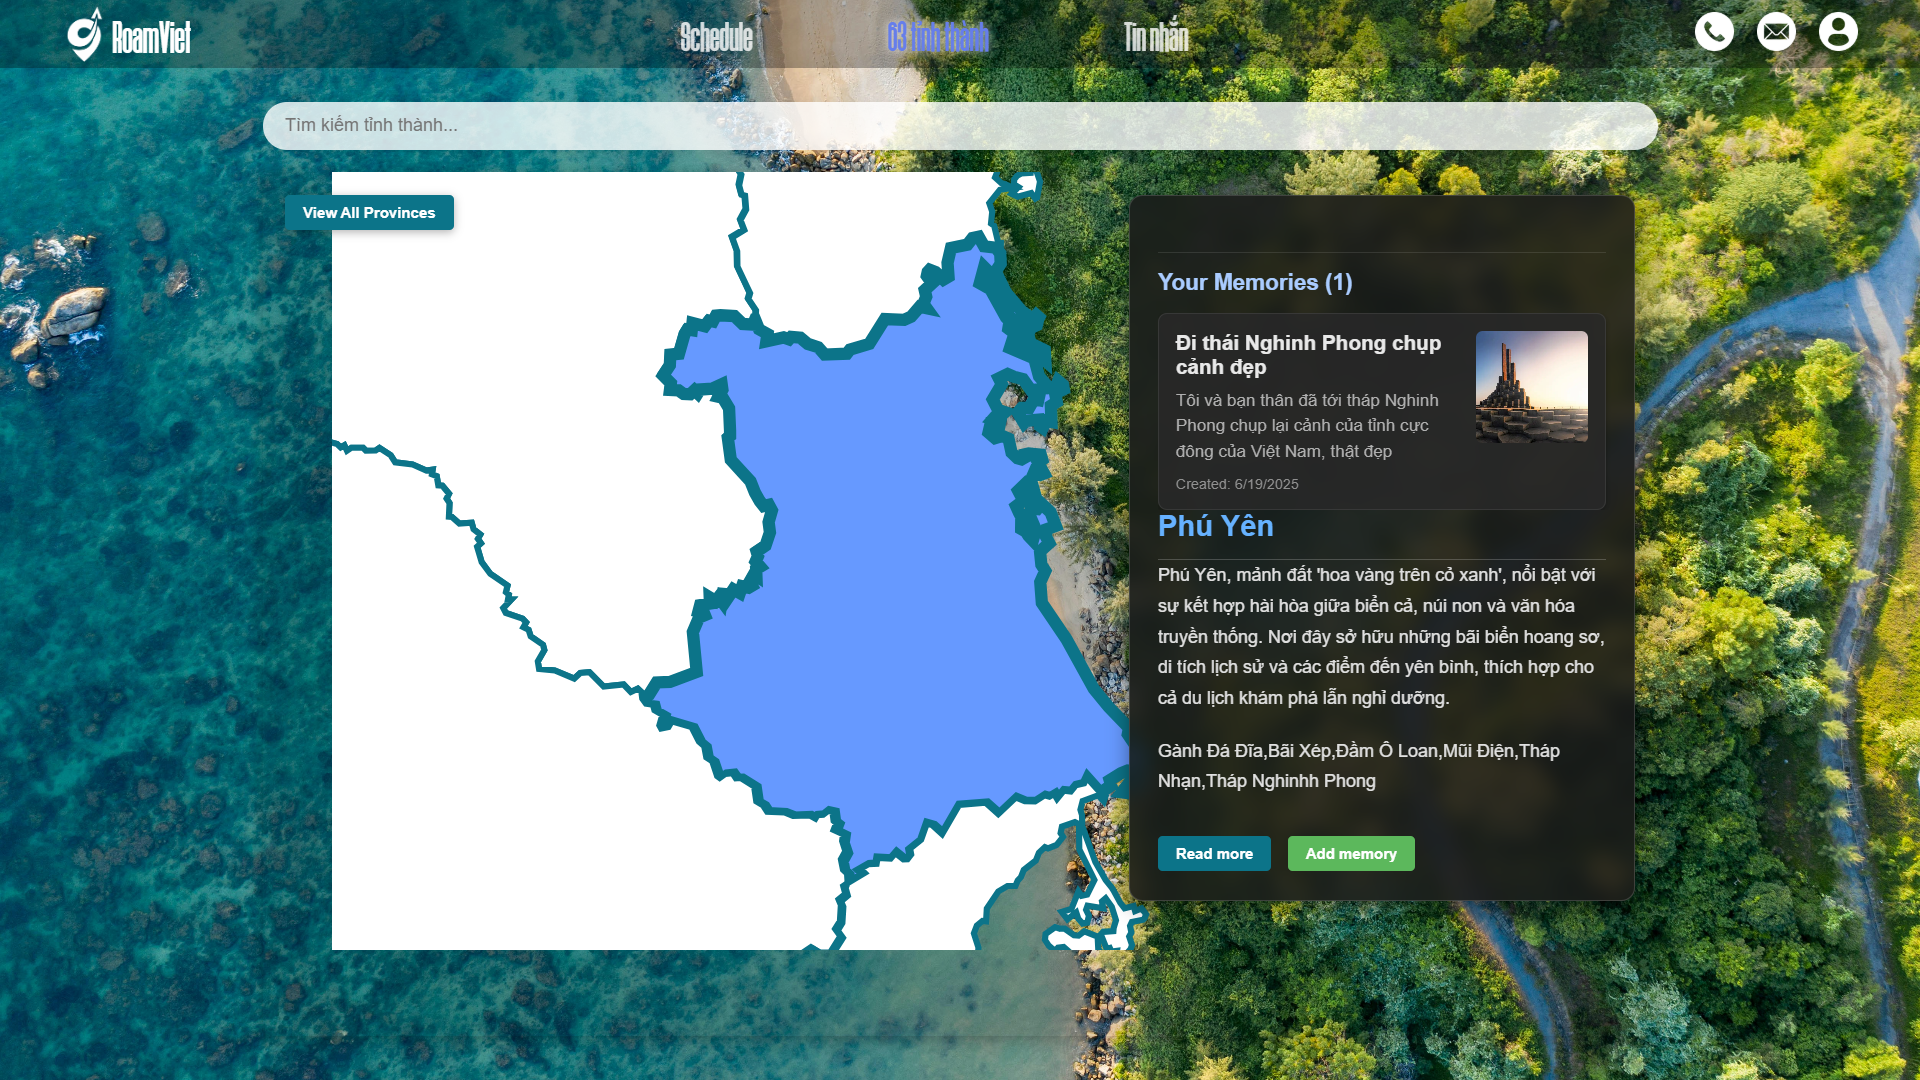 RoamViet
Schedule
63 tỉnh thành
Tin nhắn
Tìm kiếm tỉnh thành...
View All Provinces
Your Memories (1)
Đi thái Nghinh Phong chụp
cảnh đẹp
Tôi và bạn thân đã tới tháp Nghinh
Phong chụp lại cảnh của tỉnh cực
đông của Việt Nam, thật đẹp
Created: 6/19/2025
Phú Yên
Phú Yên, mảnh đất 'hoa vàng trên cỏ xanh', nổi bật với
sự kết hợp hài hòa giữa biển cả, núi non và văn hóa
truyền thống. Nơi đây sở hữu những bãi biển hoang sơ,
di tích lịch sử và các điểm đến yên bình, thích hợp cho
cả du lịch khám phá lẫn nghỉ dưỡng.
Gành Đá Đĩa,Bãi Xép,Đầm Ô Loan,Mũi Điện,Tháp
Nhạn,Tháp Nghinhh Phong
Read more
Add memory